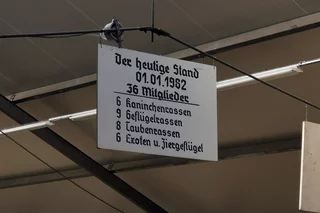 Der heutige Stand
01.01.1982
36 Mitglieder
6 Kaninchenrassen
9 Geflügelrassen
8 Taubenrassen
6 Exoten u. Ziergeflügel